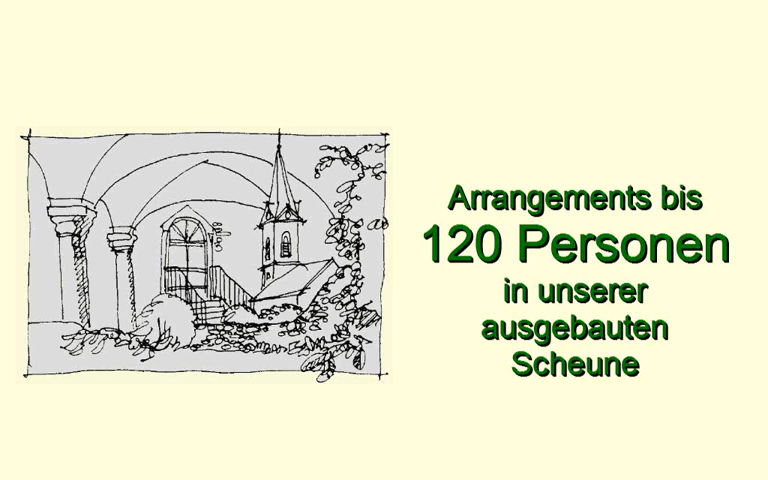 Arrangements bis
120 Personen
in unserer
ausgebauten
Scheune